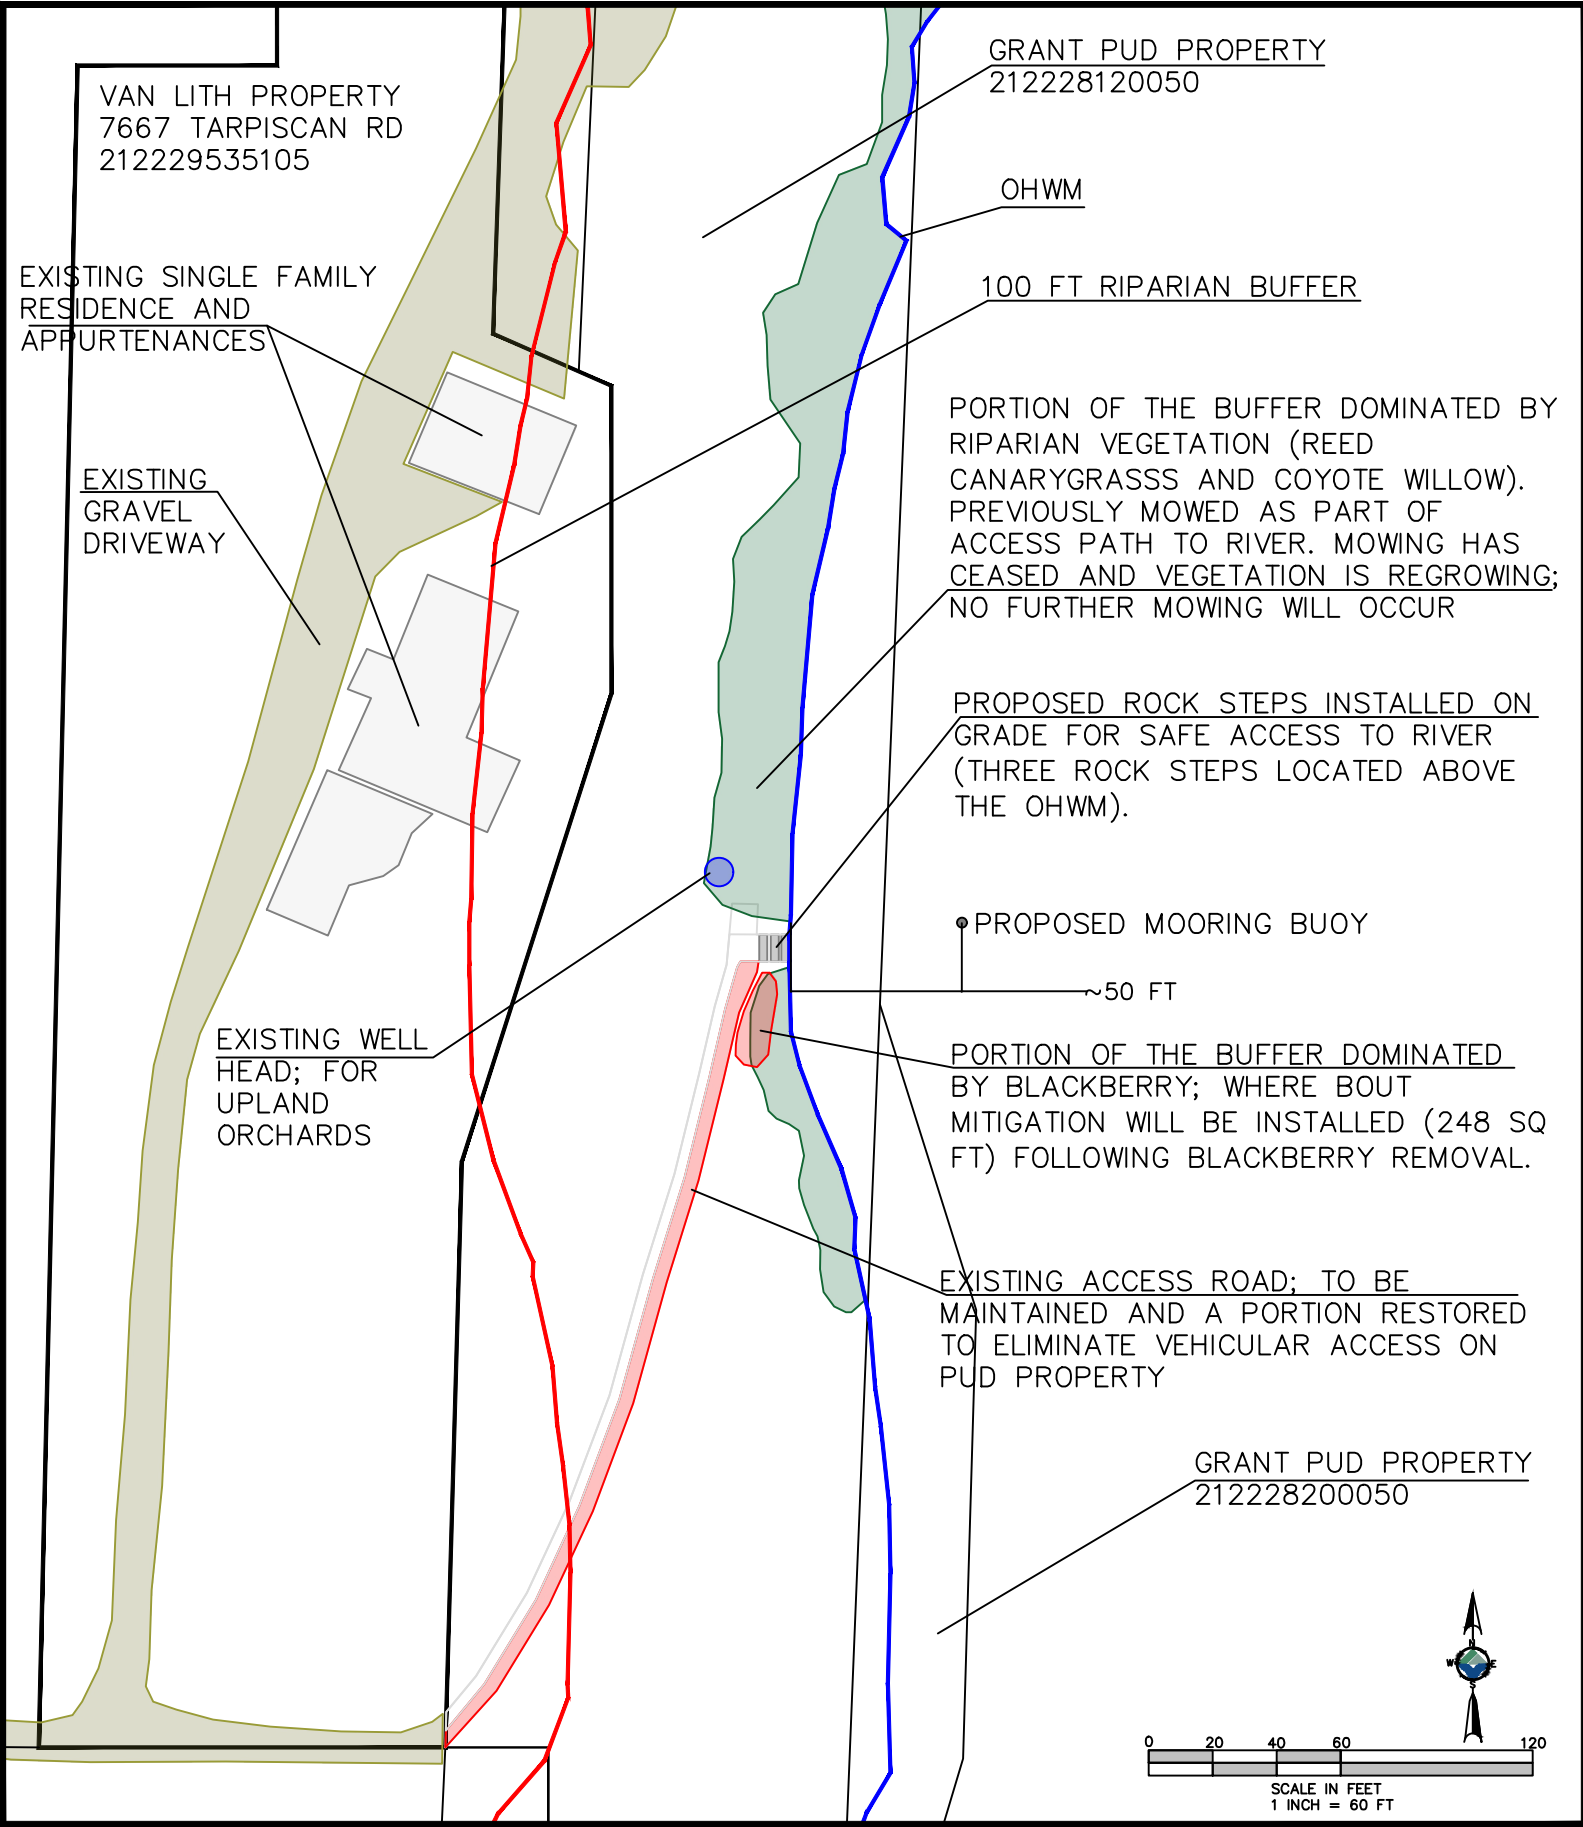 GRANT PUD PROPERTY
212228120050
VAN LITH PROPERTY
7667 TARPISCAN RD
212229535105
OHWM
EXISTING SINGLE FAMILY
RESIDENCE AND
APPURTENANCES
100 FT RIPARIAN BUFFER
PORTION OF THE BUFFER DOMINATED BY
RIPARIAN VEGETATION (REED
CANARYGRASSS AND COYOTE WILLOW).
PREVIOUSLY MOWED AS PART OF
ACCESS PATH TO RIVER. MOWING HAS
CEASED AND VEGETATION IS REGROWING;
NO FURTHER MOWING WILL OCCUR
EXISTING
GRAVEL
DRIVEWAY
PROPOSED ROCK STEPS INSTALLED ON
GRADE FOR SAFE ACCESS TO RIVER
(THREE ROCK STEPS LOCATED ABOVE
THE OHWM).
PROPOSED MOORING BUOY
~50 FT
EXISTING WELL
HEAD; FOR
UPLAND
ORCHARDS
PORTION OF THE BUFFER DOMINATED
BY BLACKBERRY; WHERE BOUT
MITIGATION WILL BE INSTALLED (248 SQ
FT) FOLLOWING BLACKBERRY REMOVAL.
EXISTING ACCESS ROAD; TO BE
MAINTAINED AND A PORTION RESTORED
TO ELIMINATE VEHICULAR ACCESS ON
PUD PROPERTY
GRANT PUD PROPERTY
212228200050
N
W E
S
0 20 40 60 120
SCALE IN FEET
1 INCH = 60 FT